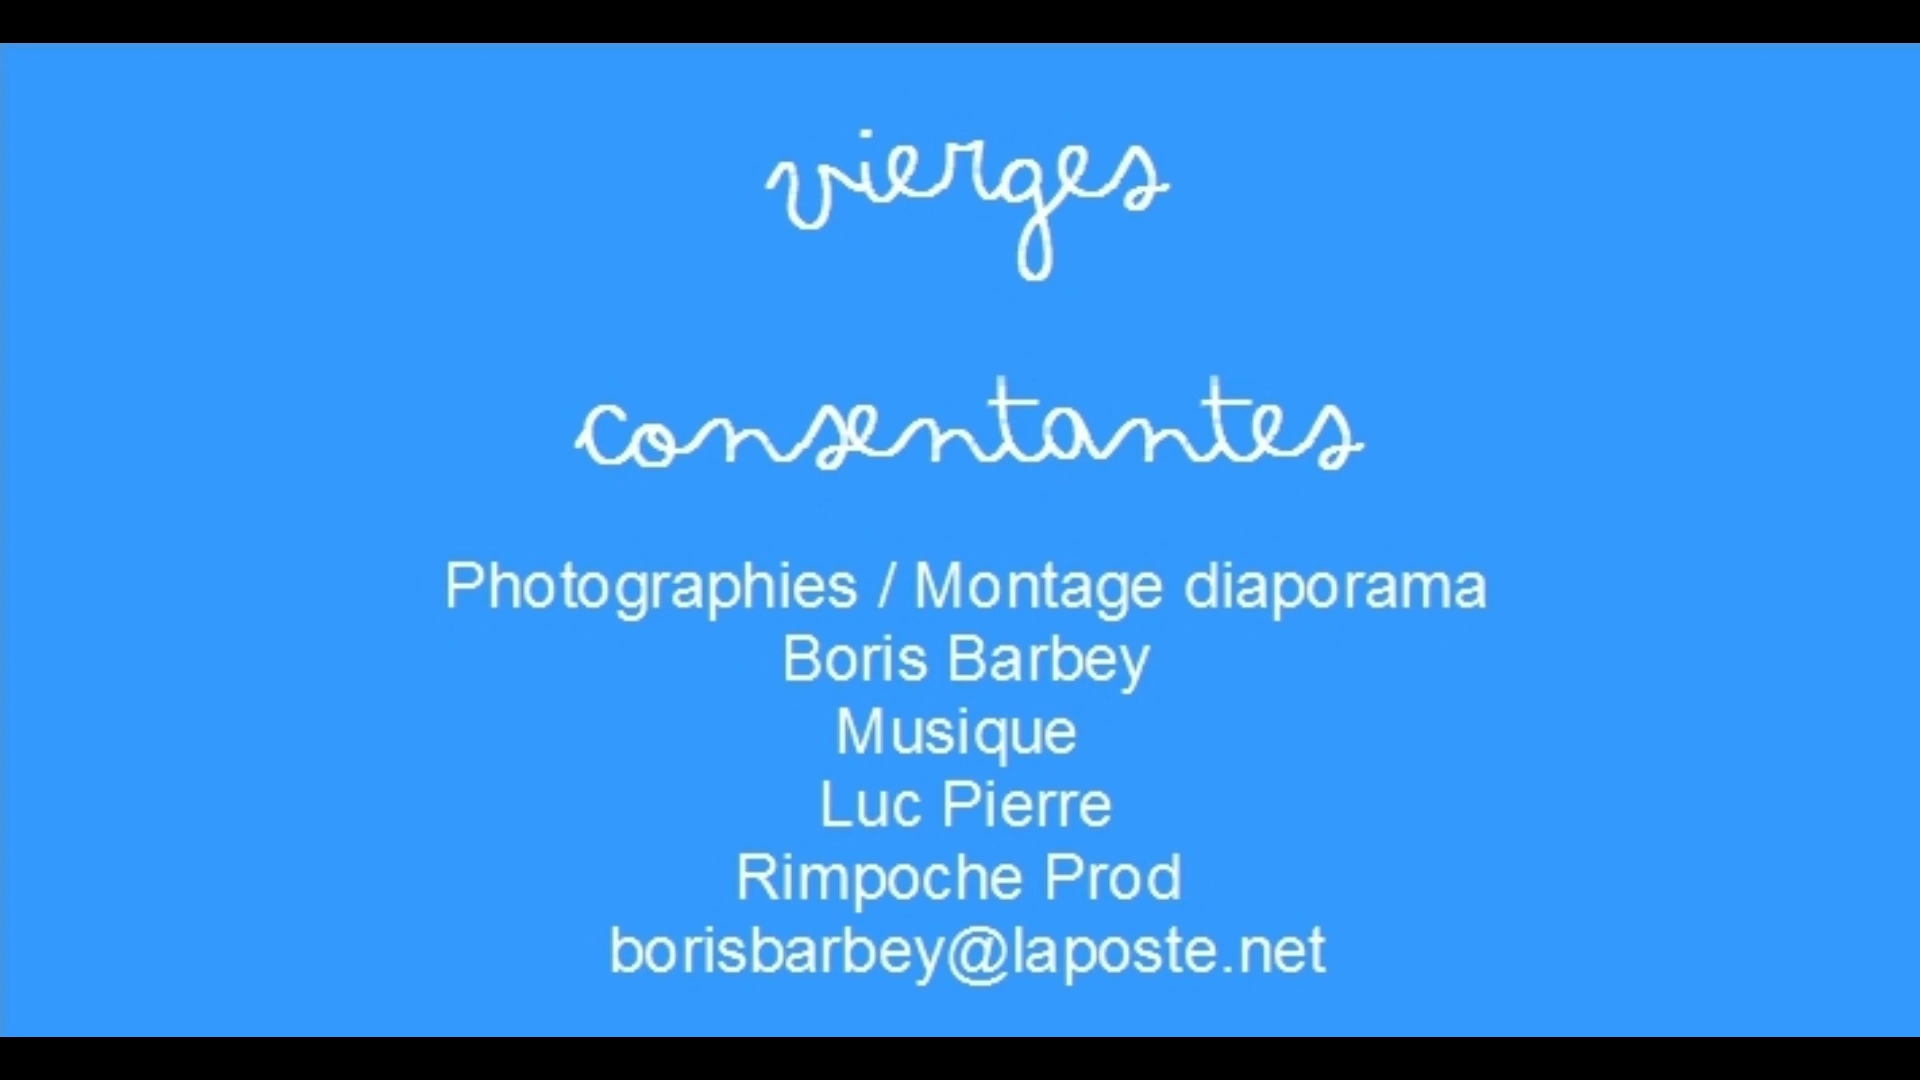 vierges
consentantes
Photographies / Montage diaporama
Boris Barbey
Musique
Luc Pierre
Rimpoche Prod
borisbarbey@laposte.net